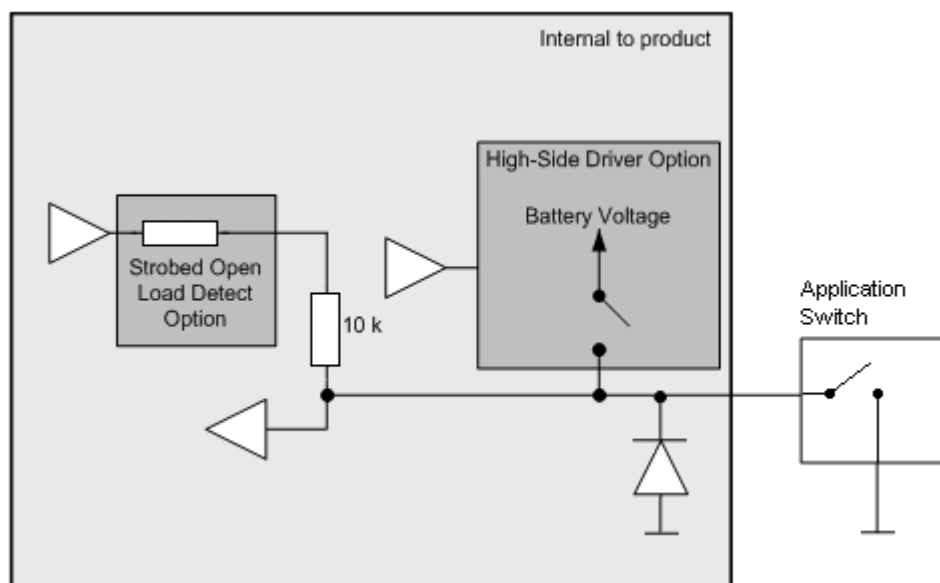 Internal to product
High-Side Driver Option
Battery Voltage
Strobed Open
Load Detect
Option
10 k
Application
Switch